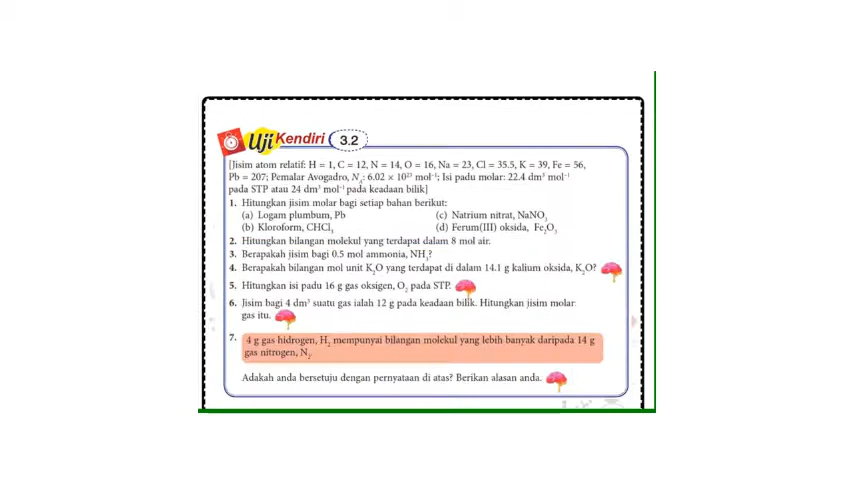 Uji Kendiri 3.2
[Jisim atom relatif: H = 1, C = 12, N = 14, O = 16, Na = 23, Cl = 35.5, K = 39, Fe = 56,
Pb = 207; Pemalar Avogadro, N_A: 6.02 × 10²³ mol⁻¹; Isi padu molar: 22.4 dm³ mol⁻¹
pada STP atau 24 dm³ mol⁻¹ pada keadaan bilik]
1. Hitungkan jisim molar bagi setiap bahan berikut:
(a) Logam plumbum, Pb (c) Natrium nitrat, NaNO₃
(b) Kloroform, CHCl₃ (d) Ferum(III) oksida, Fe₂O₃
2. Hitungkan bilangan molekul yang terdapat dalam 8 mol air.
3. Berapakah jisim bagi 0.5 mol ammonia, NH₃?
4. Berapakah bilangan mol unit K₂O yang terdapat di dalam 14.1 g kalium oksida, K₂O?
5. Hitungkan isi padu 16 g gas oksigen, O₂ pada STP.
6. Jisim bagi 4 dm³ suatu gas ialah 12 g pada keadaan bilik. Hitungkan jisim molar
gas itu.
7. 4 g gas hidrogen, H₂ mempunyai bilangan molekul yang lebih banyak daripada 14 g
gas nitrogen, N₂.
Adakah anda bersetuju dengan pernyataan di atas? Berikan alasan anda.